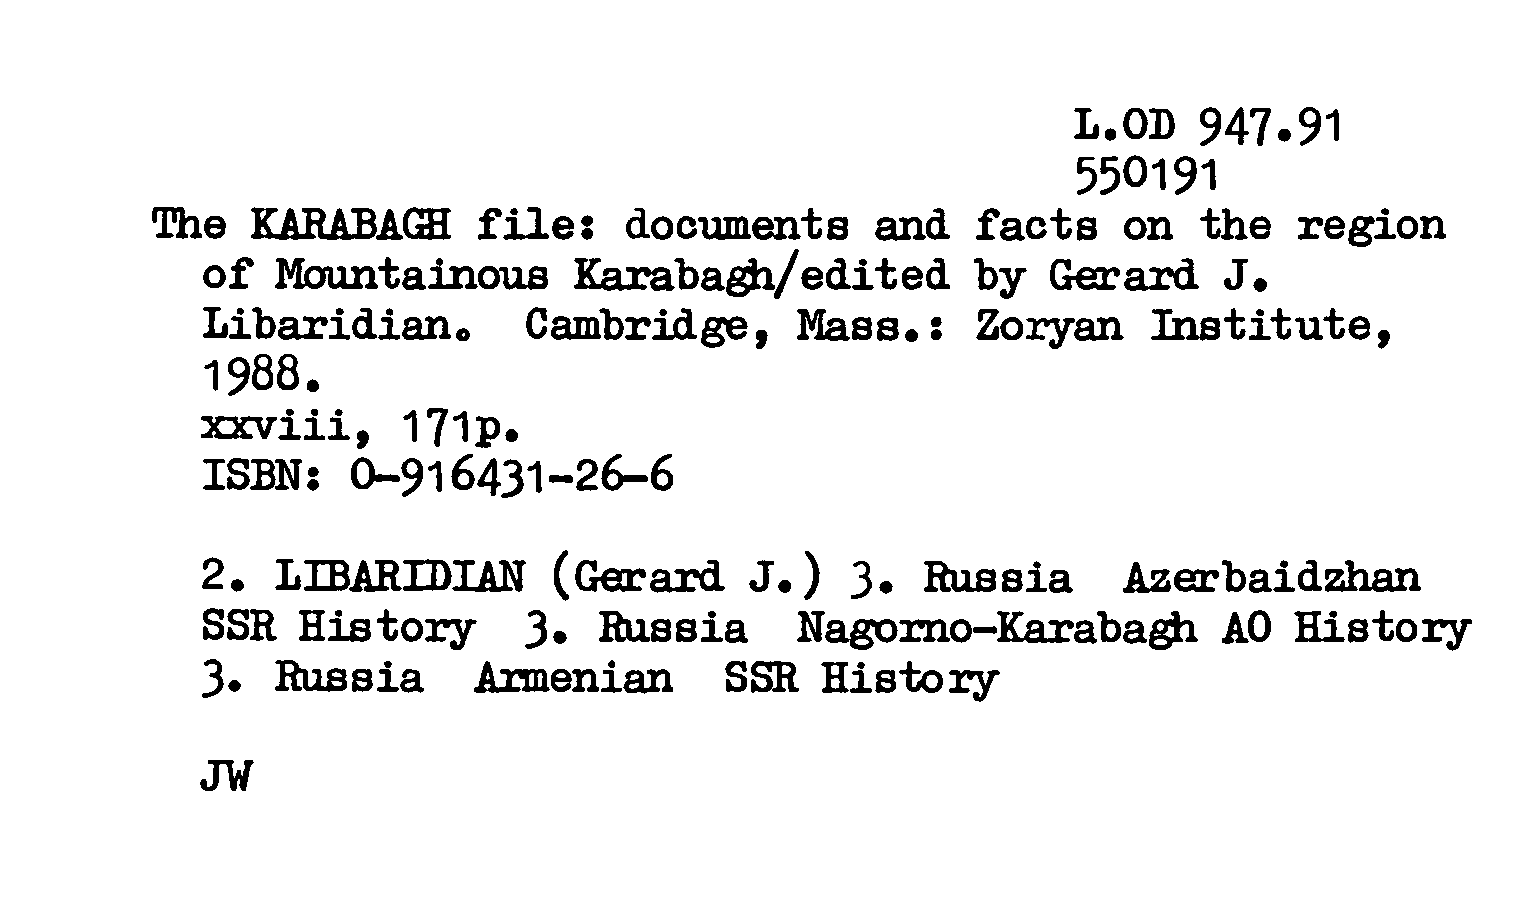 L.OD 947.91
550191
The KARABAGH file: documents and facts on the region
of Mountainous Karabagh/edited by Gerard J.
Libaridian. Cambridge, Mass.: Zoryan Institute,
1988.
xxviii, 171p.
ISBN: 0-916431-26-6
2. LIBARIDIAN (Gerard J.) 3. Russia Azerbaidzhan
SSR History 3. Russia Nagorno-Karabagh AO History
3. Russia Armenian SSR History
JW